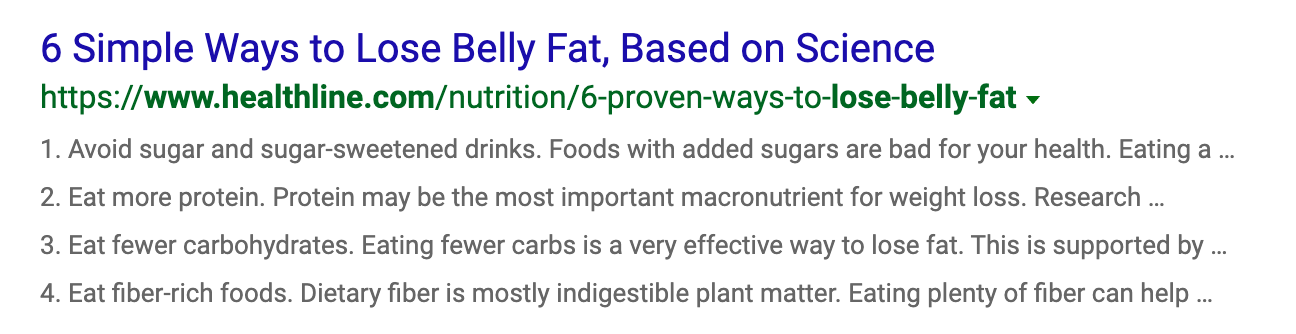 6 Simple Ways to Lose Belly Fat, Based on Science
https://www.healthline.com/nutrition/6-proven-ways-to-lose-belly-fat
1. Avoid sugar and sugar-sweetened drinks. Foods with added sugars are bad for your health. Eating a ...
2. Eat more protein. Protein may be the most important macronutrient for weight loss. Research ...
3. Eat fewer carbohydrates. Eating fewer carbs is a very effective way to lose fat. This is supported by ...
4. Eat fiber-rich foods. Dietary fiber is mostly indigestible plant matter. Eating plenty of fiber can help ...